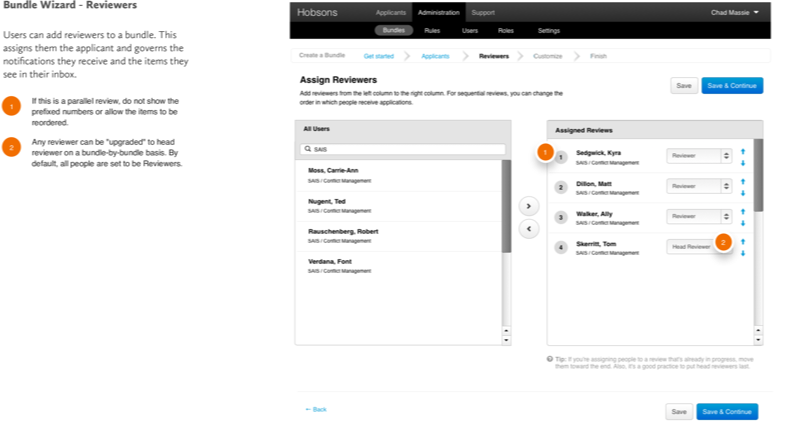 Bundle Wizard - Reviewers
Users can add reviewers to a bundle. This
assigns them the applicant and governs the
notifications they receive and the items they
see in their inbox.
1
If this is a parallel review, do not show the
prefixed numbers or allow the items to be
reordered.
2
Any reviewer can be "upgraded" to head
reviewer on a bundle-by-bundle basis. By
default, all people are set to be Reviewers.
Hobsons
Applicants Administration Support
Chad Massie
Bundles Rules Users Roles Settings
Create a Bundle Get started Applicants Reviewers Customize Finish
Assign Reviewers
Add reviewers from the left column to the right column. For sequential reviews, you can change the
order in which people receive applications.
Save Save & Continue
All Users
SAIS
Moss, Carrie-Ann
SAIS / Conflict Management
Nugent, Ted
SAIS / Conflict Management
Rauschenberg, Robert
SAIS / Conflict Management
Verdana, Font
SAIS / Conflict Management
Assigned Reviews
1
1 Sedgwick, Kyra Reviewer
SAIS / Conflict Management
2 Dillon, Matt Reviewer
SAIS / Conflict Management
3 Walker, Ally Reviewer
SAIS / Conflict Management
4 Skerritt, Tom Head Reviewer 2
SAIS / Conflict Management
Tip: If you're assigning people to a review that's already in progress, move
them toward the end. Also, it's a good practice to put head reviewers last.
← Back
Save Save & Continue